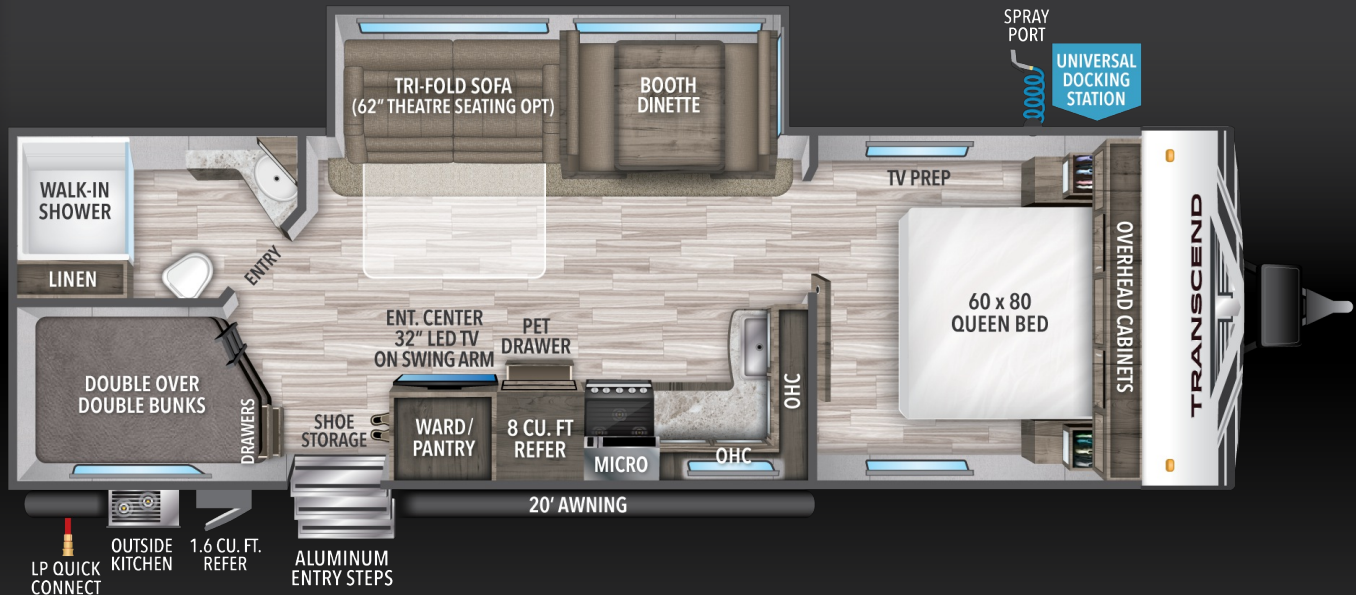 SPRAY
PORT
UNIVERSAL
DOCKING
STATION
TRI-FOLD SOFA
(62" THEATRE SEATING OPT)
BOOTH
DINETTE
WALK-IN
SHOWER
LINEN
ENTRY
TV PREP
OVERHEAD CABINETS
TRANSCEND
60 x 80
QUEEN BED
ENT. CENTER
32" LED TV
ON SWING ARM
PET
DRAWER
DOUBLE OVER
DOUBLE BUNKS
DRAWERS
SHOE
STORAGE
WARD/
PANTRY
8 CU. FT
REFER
MICRO
OHC
OHC
20' AWNING
LP QUICK
CONNECT
OUTSIDE
KITCHEN
1.6 CU. FT.
REFER
ALUMINUM
ENTRY STEPS